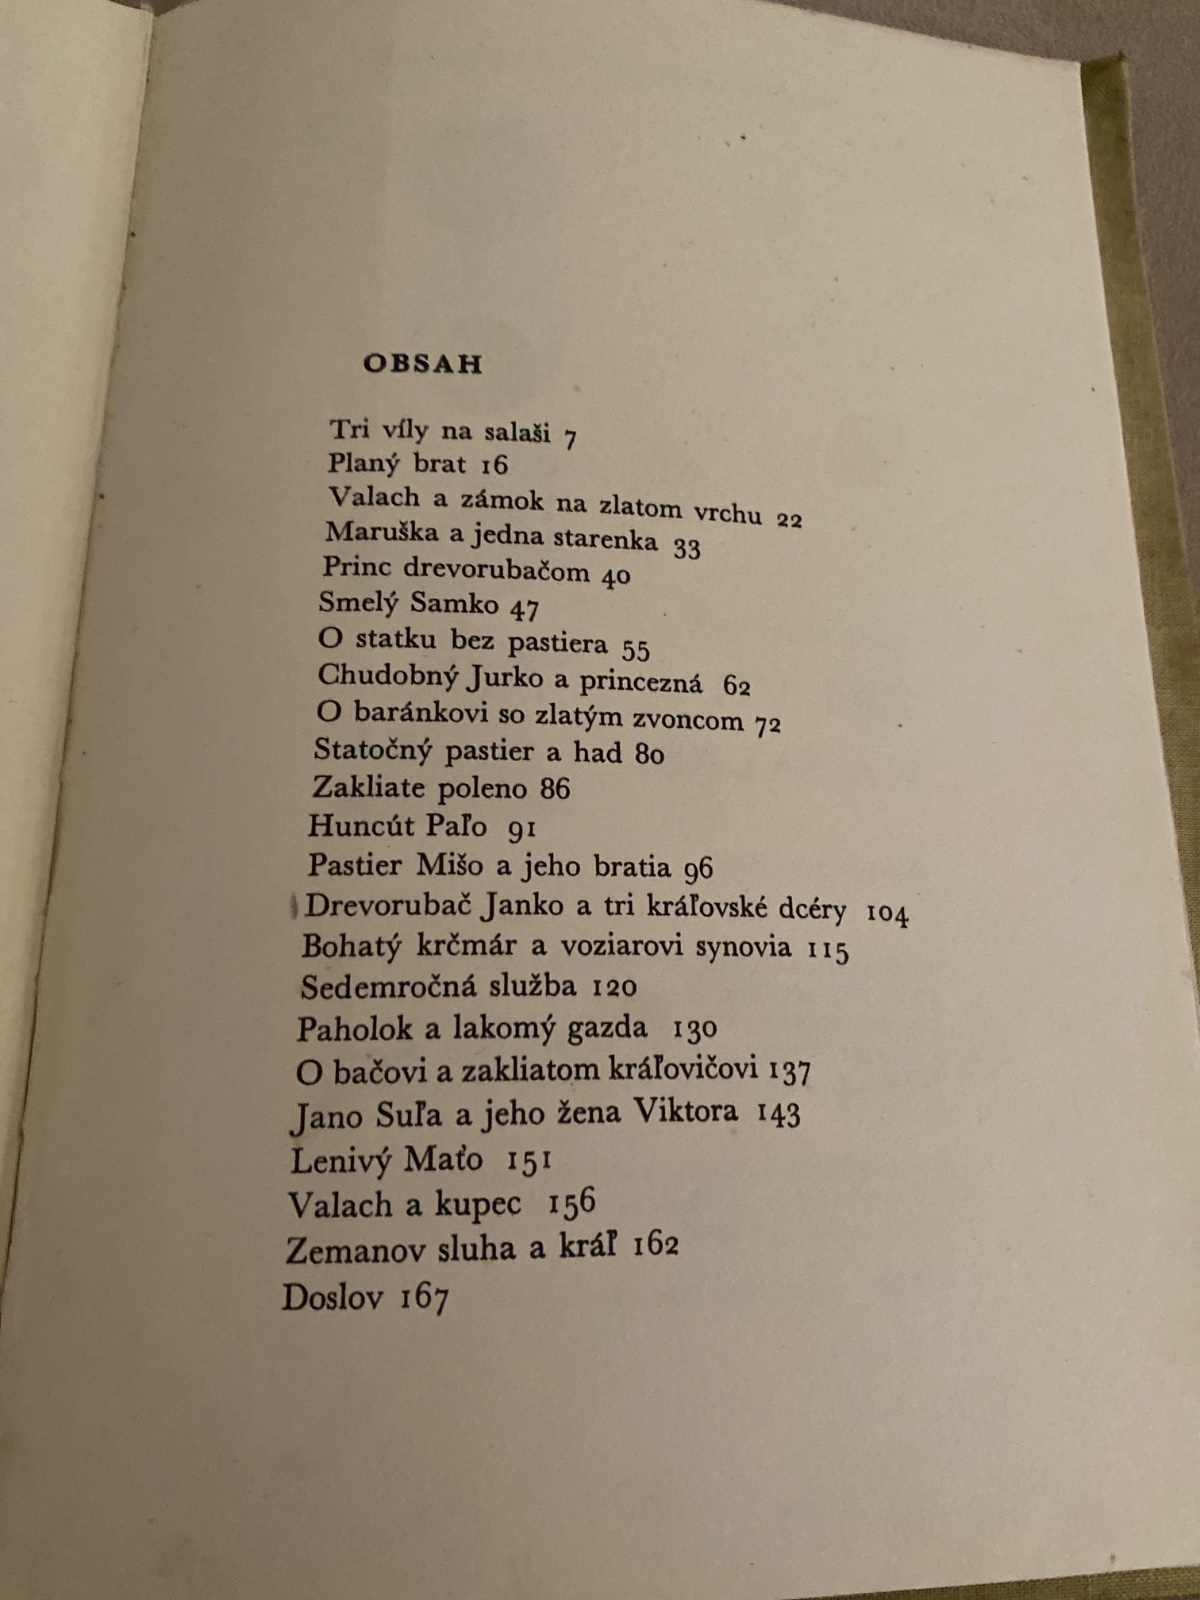 OBSAH
Tri víly na salaši 7
Planý brat 16
Valach a zámok na zlatom vrchu 22
Maruška a jedna starenka 33
Princ drevorubačom 40
Smelý Samko 47
O statku bez pastiera 55
Chudobný Jurko a princezná 62
O baránkovi so zlatým zvoncom 72
Statočný pastier a had 80
Zakliate poleno 86
Huncút Paľo 91
Pastier Mišo a jeho bratia 96
Drevorubač Janko a tri kráľovské dcéry 104
Bohatý krčmár a voziarovi synovia 115
Sedemročná služba 120
Paholok a lakomý gazda 130
O bačovi a zakliatom kráľovičovi 137
Jano Suľa a jeho žena Viktora 143
Lenivý Maťo 151
Valach a kupec 156
Zemanov sluha a kráľ 162
Doslov 167